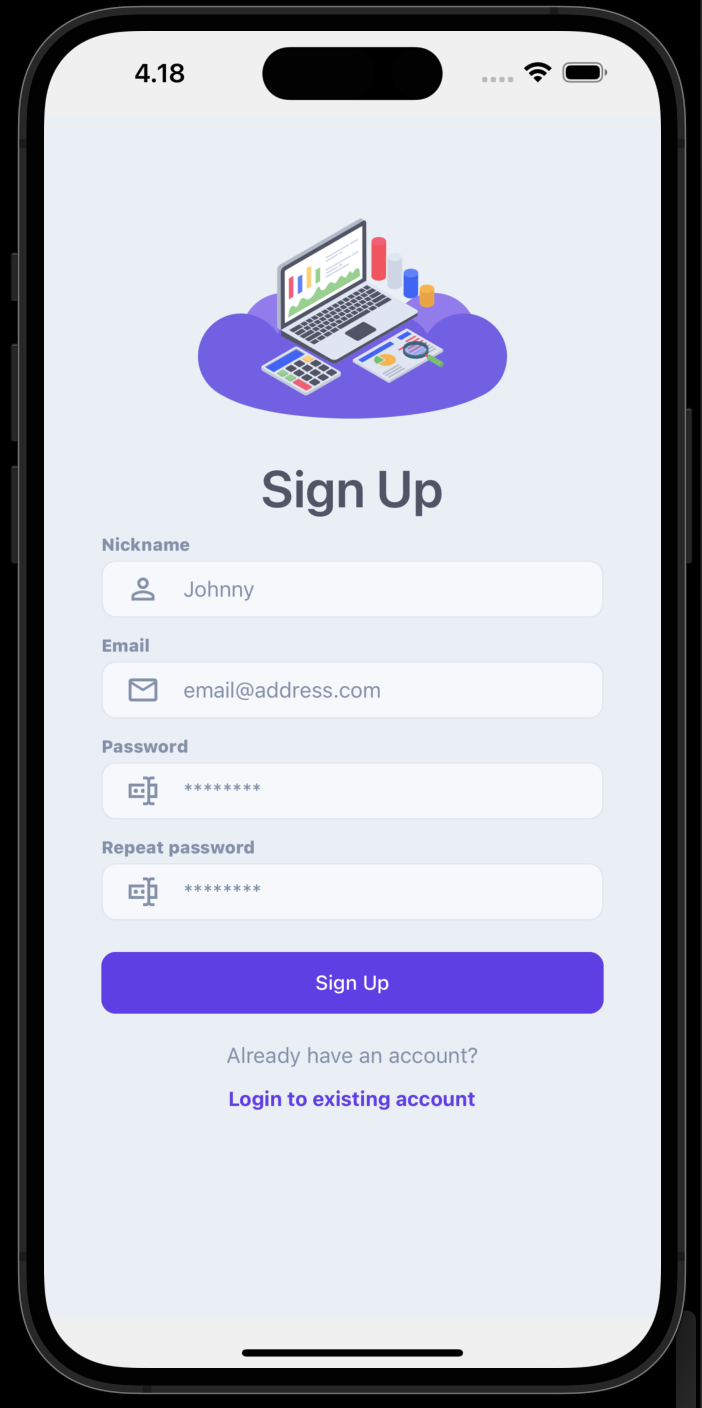 4.18
Sign Up
Nickname
Johnny
Email
email@address.com
Password
********
Repeat password
********
Sign Up
Already have an account?
Login to existing account